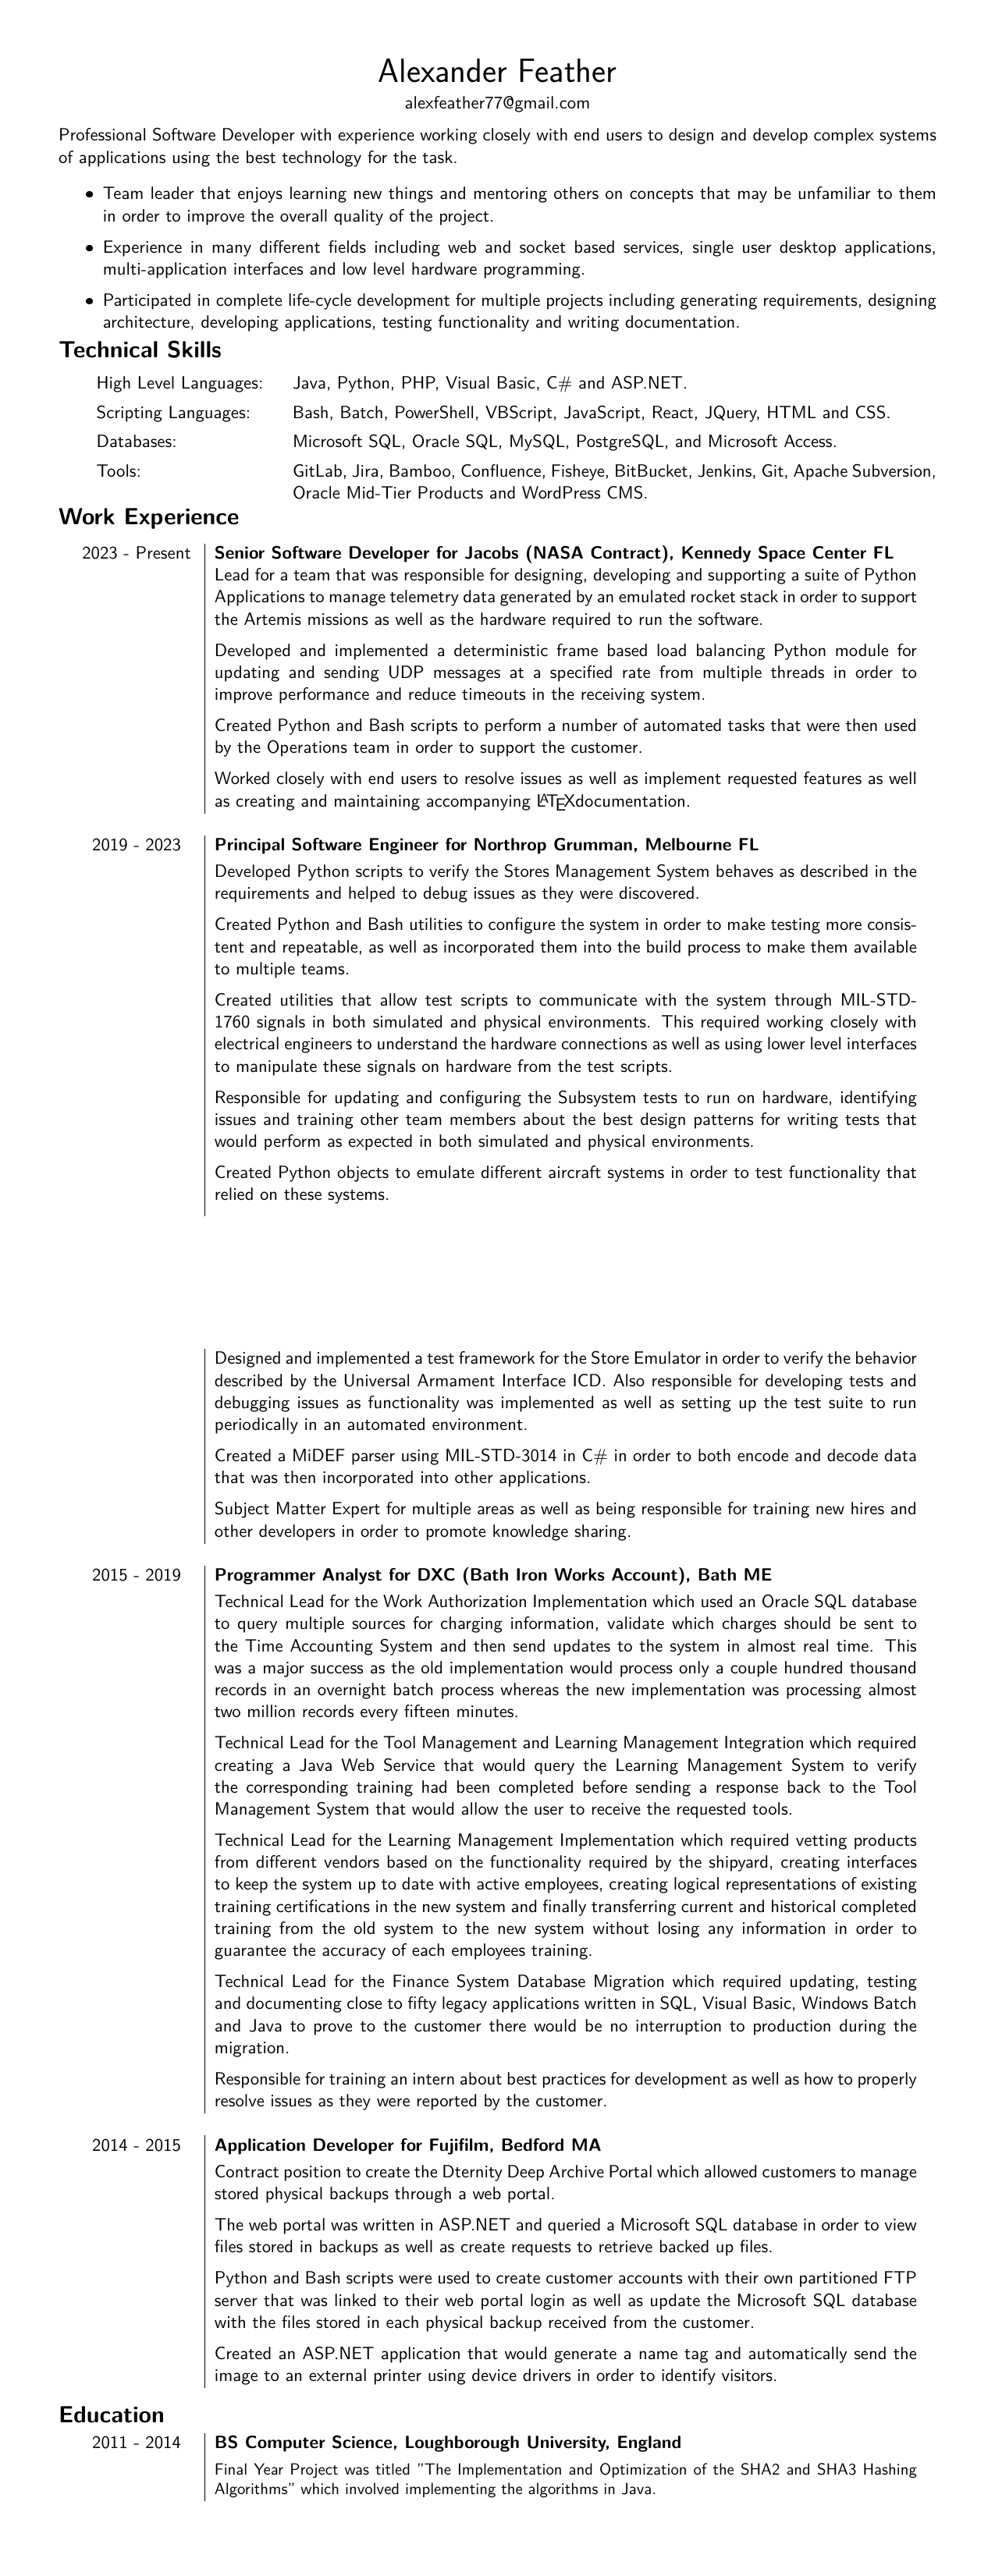 Alexander Feather
alexfeather77@gmail.com
Professional Software Developer with experience working closely with end users to design and develop complex systems
of applications using the best technology for the task.
• Team leader that enjoys learning new things and mentoring others on concepts that may be unfamiliar to them
in order to improve the overall quality of the project.
• Experience in many different fields including web and socket based services, single user desktop applications,
multi-application interfaces and low level hardware programming.
• Participated in complete life-cycle development for multiple projects including generating requirements, designing
architecture, developing applications, testing functionality and writing documentation.
Technical Skills
High Level Languages: Java, Python, PHP, Visual Basic, C# and ASP.NET.
Scripting Languages: Bash, Batch, PowerShell, VBScript, JavaScript, React, JQuery, HTML and CSS.
Databases: Microsoft SQL, Oracle SQL, MySQL, PostgreSQL, and Microsoft Access.
Tools: GitLab, Jira, Bamboo, Confluence, Fisheye, BitBucket, Jenkins, Git, Apache Subversion,
Oracle Mid-Tier Products and WordPress CMS.
Work Experience
2023 - Present Senior Software Developer for Jacobs (NASA Contract), Kennedy Space Center FL
Lead for a team that was responsible for designing, developing and supporting a suite of Python
Applications to manage telemetry data generated by an emulated rocket stack in order to support
the Artemis missions as well as the hardware required to run the software.
Developed and implemented a deterministic frame based load balancing Python module for
updating and sending UDP messages at a specified rate from multiple threads in order to
improve performance and reduce timeouts in the receiving system.
Created Python and Bash scripts to perform a number of automated tasks that were then used
by the Operations team in order to support the customer.
Worked closely with end users to resolve issues as well as implement requested features as well
as creating and maintaining accompanying LATEXdocumentation.
2019 - 2023 Principal Software Engineer for Northrop Grumman, Melbourne FL
Developed Python scripts to verify the Stores Management System behaves as described in the
requirements and helped to debug issues as they were discovered.
Created Python and Bash utilities to configure the system in order to make testing more consis-
tent and repeatable, as well as incorporated them into the build process to make them available
to multiple teams.
Created utilities that allow test scripts to communicate with the system through MIL-STD-
1760 signals in both simulated and physical environments. This required working closely with
electrical engineers to understand the hardware connections as well as using lower level interfaces
to manipulate these signals on hardware from the test scripts.
Responsible for updating and configuring the Subsystem tests to run on hardware, identifying
issues and training other team members about the best design patterns for writing tests that
would perform as expected in both simulated and physical environments.
Created Python objects to emulate different aircraft systems in order to test functionality that
relied on these systems.
Designed and implemented a test framework for the Store Emulator in order to verify the behavior
described by the Universal Armament Interface ICD. Also responsible for developing tests and
debugging issues as functionality was implemented as well as setting up the test suite to run
periodically in an automated environment.
Created a MiDEF parser using MIL-STD-3014 in C# in order to both encode and decode data
that was then incorporated into other applications.
Subject Matter Expert for multiple areas as well as being responsible for training new hires and
other developers in order to promote knowledge sharing.
2015 - 2019 Programmer Analyst for DXC (Bath Iron Works Account), Bath ME
Technical Lead for the Work Authorization Implementation which used an Oracle SQL database
to query multiple sources for charging information, validate which charges should be sent to
the Time Accounting System and then send updates to the system in almost real time. This
was a major success as the old implementation would process only a couple hundred thousand
records in an overnight batch process whereas the new implementation was processing almost
two million records every fifteen minutes.
Technical Lead for the Tool Management and Learning Management Integration which required
creating a Java Web Service that would query the Learning Management System to verify
the corresponding training had been completed before sending a response back to the Tool
Management System that would allow the user to receive the requested tools.
Technical Lead for the Learning Management Implementation which required vetting products
from different vendors based on the functionality required by the shipyard, creating interfaces
to keep the system up to date with active employees, creating logical representations of existing
training certifications in the new system and finally transferring current and historical completed
training from the old system to the new system without losing any information in order to
guarantee the accuracy of each employees training.
Technical Lead for the Finance System Database Migration which required updating, testing
and documenting close to fifty legacy applications written in SQL, Visual Basic, Windows Batch
and Java to prove to the customer there would be no interruption to production during the
migration.
Responsible for training an intern about best practices for development as well as how to properly
resolve issues as they were reported by the customer.
2014 - 2015 Application Developer for Fujifilm, Bedford MA
Contract position to create the Dternity Deep Archive Portal which allowed customers to manage
stored physical backups through a web portal.
The web portal was written in ASP.NET and queried a Microsoft SQL database in order to view
files stored in backups as well as create requests to retrieve backed up files.
Python and Bash scripts were used to create customer accounts with their own partitioned FTP
server that was linked to their web portal login as well as update the Microsoft SQL database
with the files stored in each physical backup received from the customer.
Created an ASP.NET application that would generate a name tag and automatically send the
image to an external printer using device drivers in order to identify visitors.
Education
2011 - 2014 BS Computer Science, Loughborough University, England
Final Year Project was titled "The Implementation and Optimization of the SHA2 and SHA3 Hashing
Algorithms" which involved implementing the algorithms in Java.